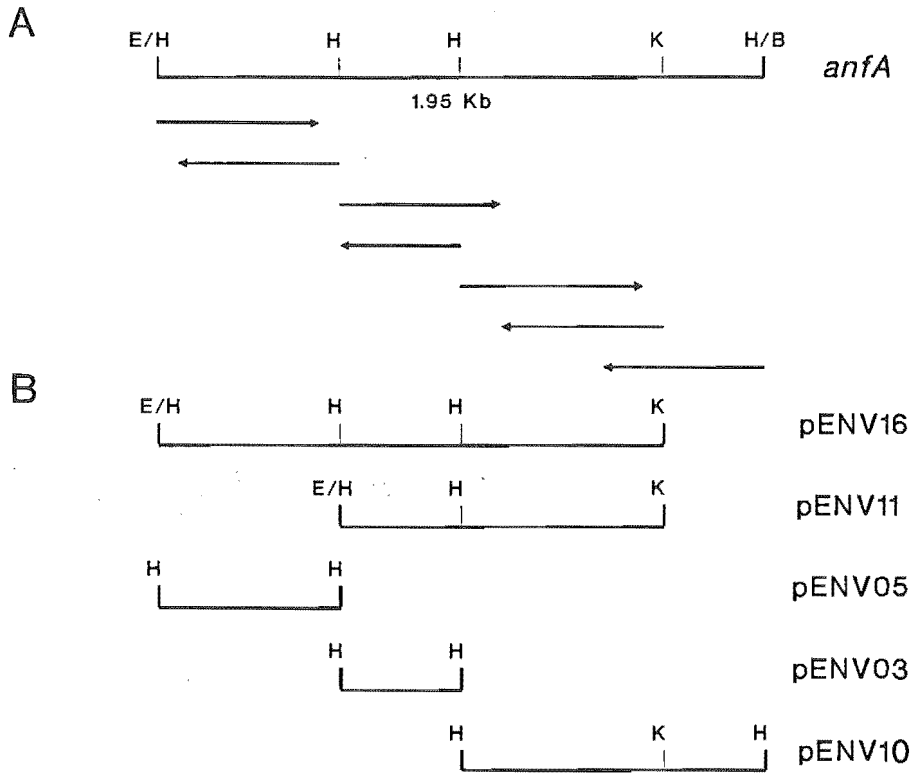 A
E/H H H K H/B
anfA
1.95 Kb
B
E/H H H K
pENV16
E/H H K
pENV11
H H
pENV05
H H
pENV03
H K H
pENV10